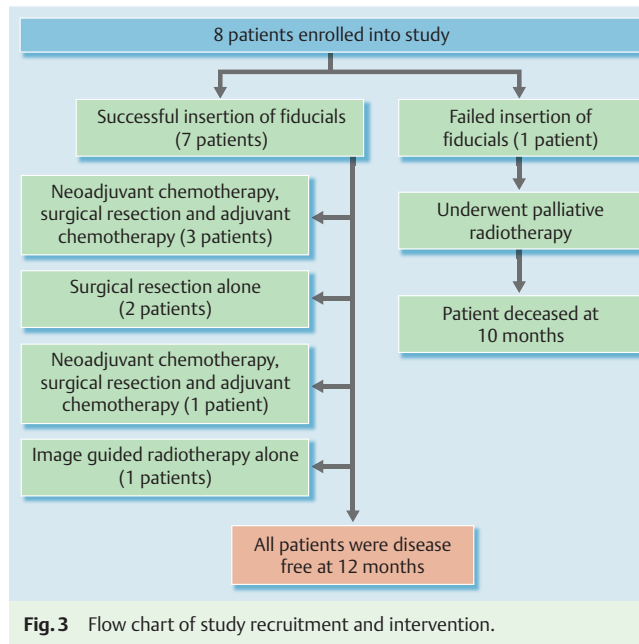 8 patients enrolled into study
Successful insertion of fiducials
(7 patients)
Failed insertion of
fiducials (1 patient)
Neoadjuvant chemotherapy,
surgical resection and adjuvant
chemotherapy (3 patients)
Underwent palliative
radiotherapy
Surgical resection alone
(2 patients)
Patient deceased at
10 months
Neoadjuvant chemotherapy,
surgical resection and adjuvant
chemotherapy (1 patient)
Image guided radiotherapy alone
(1 patients)
All patients were disease
free at 12 months
Fig. 3 Flow chart of study recruitment and intervention.